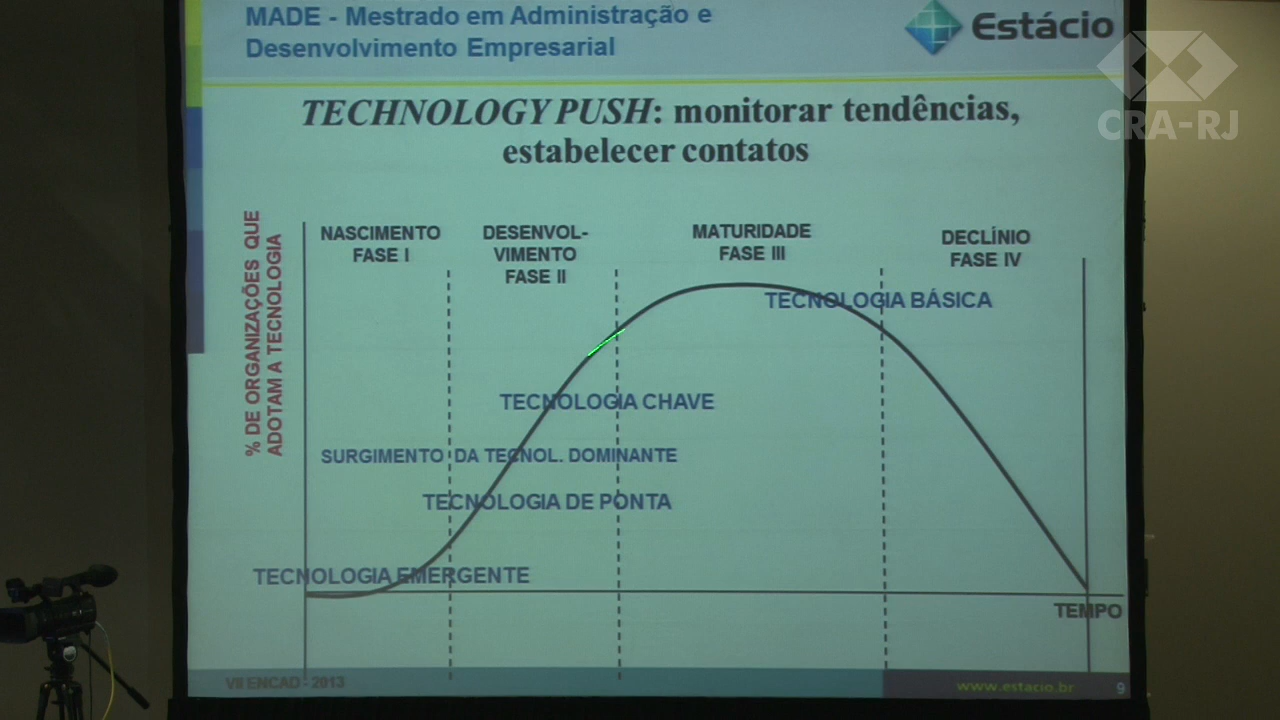 MADE - Mestrado em Administração e
Desenvolvimento Empresarial
Estácio
CRA-RJ
TECHNOLOGY PUSH: monitorar tendências,
estabelecer contatos
% DE ORGANIZAÇÕES QUE
ADOTAM A TECNOLOGIA
NASCIMENTO
FASE I
DESENVOL-
VIMENTO
FASE II
MATURIDADE
FASE III
DECLÍNIO
FASE IV
TECNOLOGIA BÁSICA
TECNOLOGIA CHAVE
SURGIMENTO DA TECNOL. DOMINANTE
TECNOLOGIA DE PONTA
TECNOLOGIA EMERGENTE
TEMPO
VII ENCAD - 2013
www.estacio.br
9